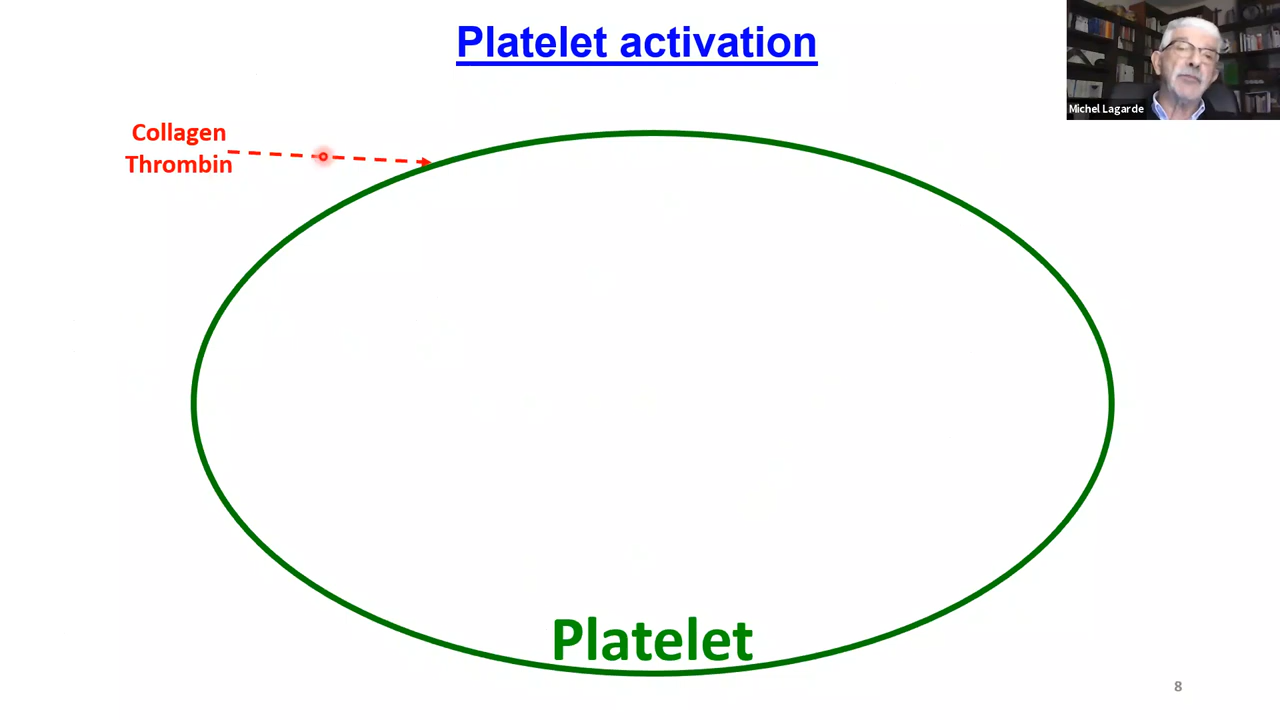 Platelet activation
Michel Lagarde
Collagen
Thrombin
Platelet
8